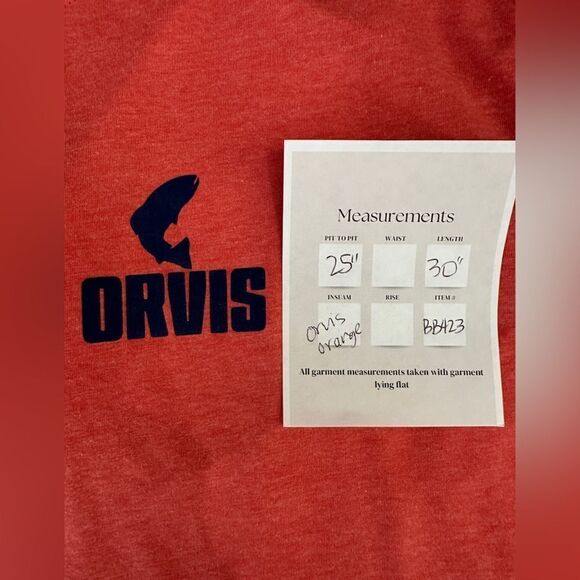 ORVIS
Measurements
PIT TO PIT WAIST LENGTH
25" 30"
INSEAM RISE ITEM #
orvis
orange BB423
All garment measurements taken with garment
lying flat